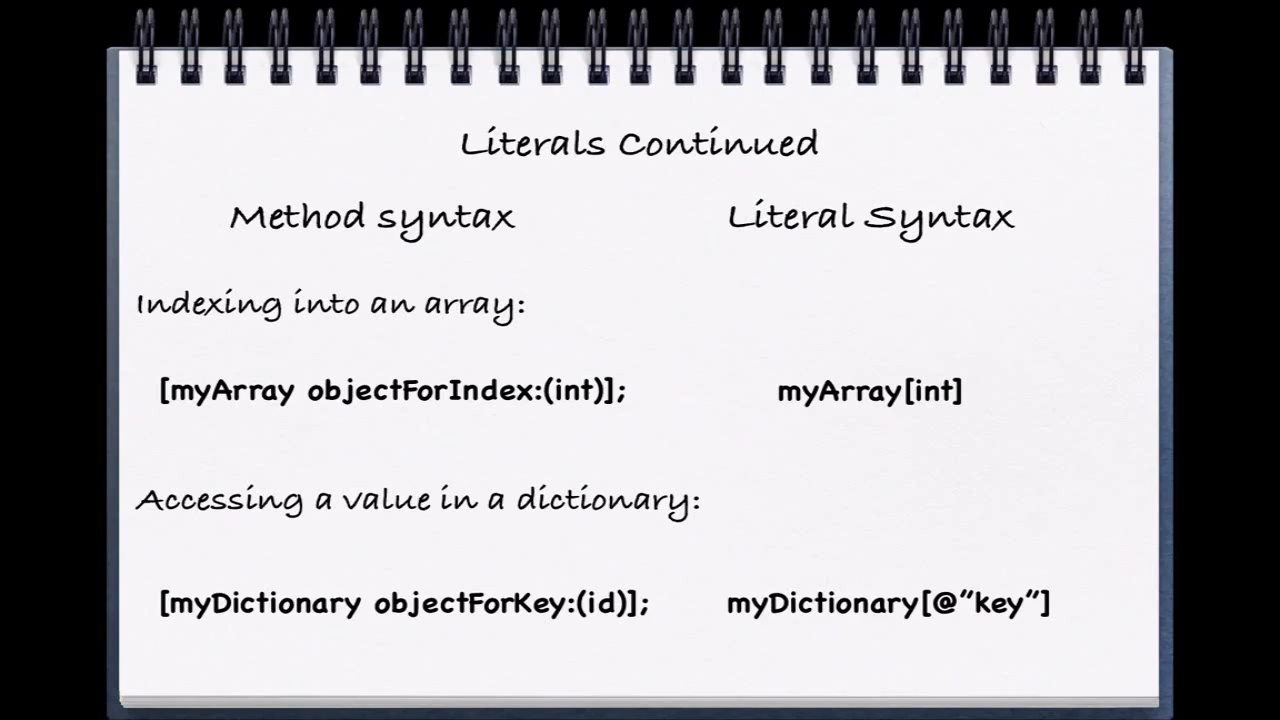 Literals Continued
Method syntax Literal Syntax
Indexing into an array:
[myArray objectForIndex:(int)]; myArray[int]
Accessing a value in a dictionary:
[myDictionary objectForKey:(id)]; myDictionary[@”key”]